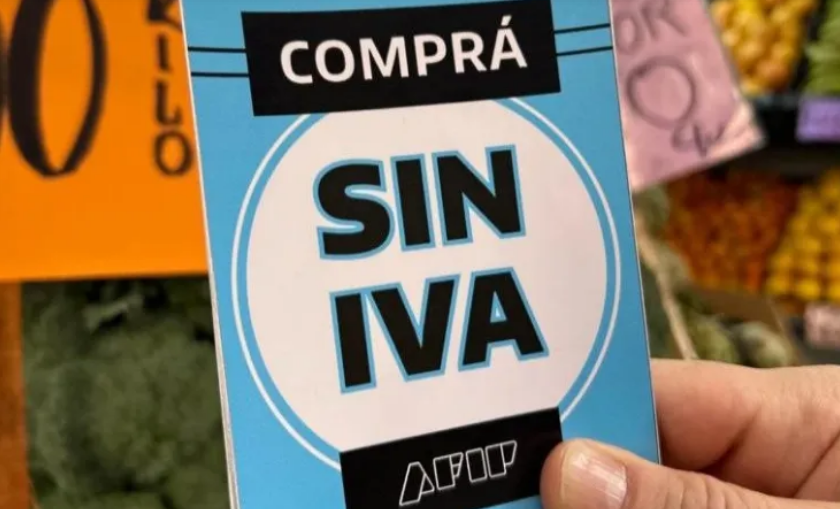 COMPRÁ
SIN
IVA
AFIP
KILO